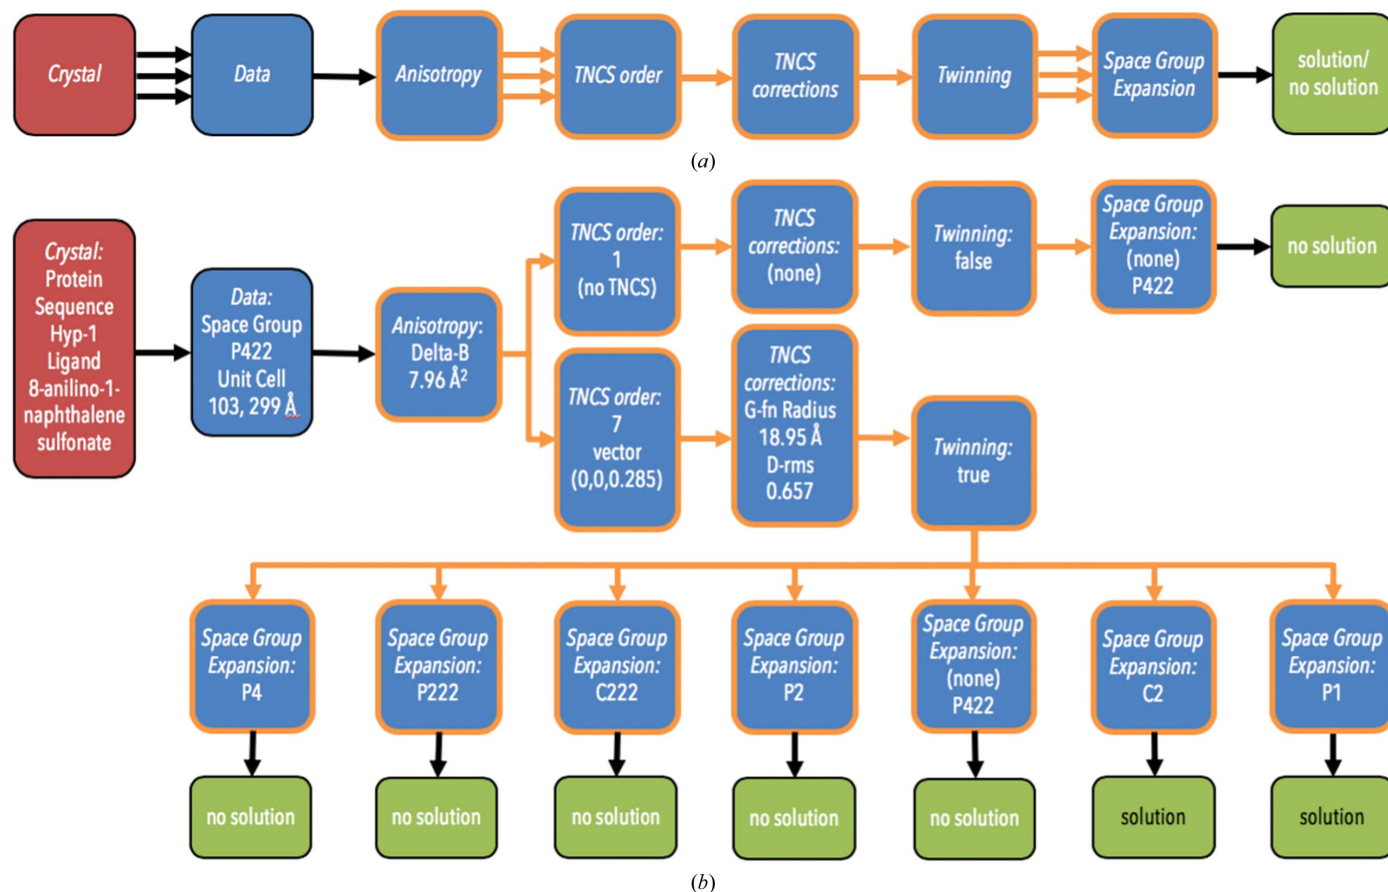 Crystal
Data
Anisotropy
TNCS order
TNCS
corrections
Twinning
Space Group
Expansion
solution/
no solution
(a)
Crystal:
Protein
Sequence
Hyp-1
Ligand
8-anilino-1-
naphthalene
sulfonate
Data:
Space Group
P422
Unit Cell
103, 299 Å
Anisotropy:
Delta-B
7.96 Å²
TNCS order:
1
(no TNCS)
TNCS
corrections:
(none)
Twinning:
false
Space Group
Expansion:
(none)
P422
no solution
TNCS order:
7
vector
(0,0,0.285)
TNCS
corrections:
G-fn Radius
18.95 Å
D-rms
0.657
Twinning:
true
Space Group
Expansion:
P4
Space Group
Expansion:
P222
Space Group
Expansion:
C222
Space Group
Expansion:
P2
Space Group
Expansion:
(none)
P422
Space Group
Expansion:
C2
Space Group
Expansion:
P1
no solution
no solution
no solution
no solution
no solution
solution
solution
(b)